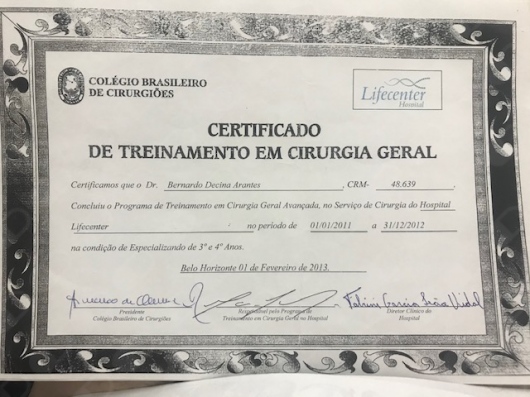 COLÉGIO BRASILEIRO
DE CIRURGIÕES
Lifecenter
Hospital
CERTIFICADO
DE TREINAMENTO EM CIRURGIA GERAL
Certificamos que o Dr. Bernardo Decina Arantes , CRM- 48.639 ,
Concluiu o Programa de Treinamento em Cirurgia Geral Avançada, no Serviço de Cirurgia do Hospital
Lifecenter no período de 01/01/2011 a 31/12/2012
na condição de Especializando de 3º e 4º Anos.
Belo Horizonte 01 de Fevereiro de 2013.
Presidente
Colégio Brasileiro de Cirurgiões
Responsável pelo Programa de
Treinamento em Cirurgia Geral no Hospital
Diretor Clínico do
Hospital